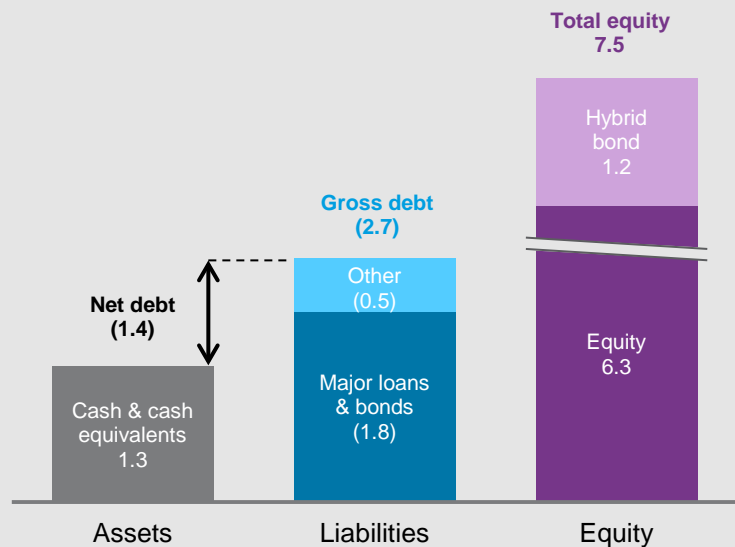 Total equity
7.5
Hybrid
bond
1.2
Gross debt
(2.7)
Other
(0.5)
Net debt
(1.4)
Equity
6.3
Major loans
& bonds
(1.8)
Cash & cash
equivalents
1.3
Assets
Liabilities
Equity